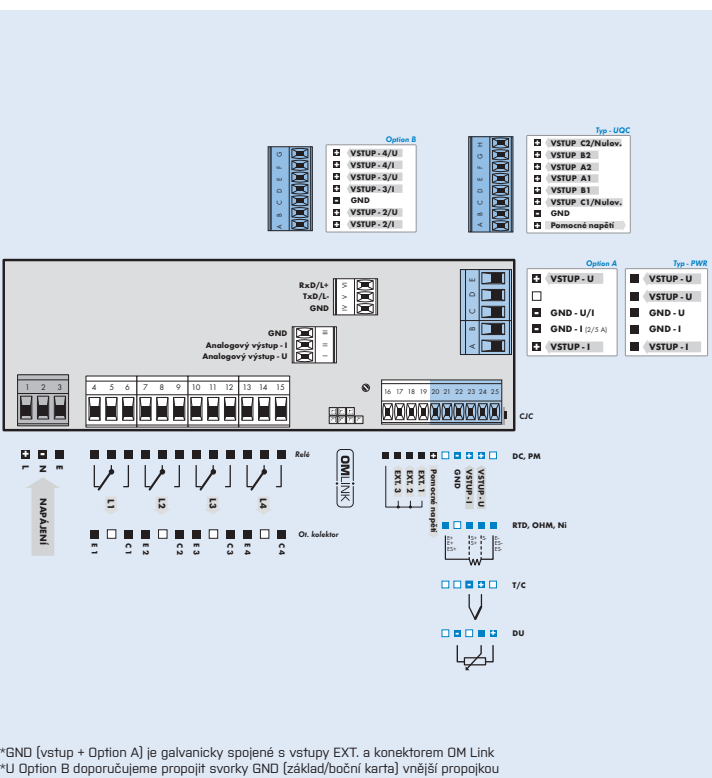 Option B
G
F
E
D
C
B
A
VSTUP - 4/U
VSTUP - 4/I
VSTUP - 3/U
VSTUP - 3/I
GND
VSTUP - 2/U
VSTUP - 2/I
Typ - UQC
H
G
F
E
D
C
B
A
VSTUP C2/Nulov.
VSTUP B2
VSTUP A2
VSTUP A1
VSTUP B1
VSTUP C1/Nulov.
GND
Pomocné napětí
RxD/L+ VI
TxD/L- V
GND IV
GND III
Analogový výstup - I II
Analogový výstup - U I
E
D
C
B
A
Option A
VSTUP - U
GND - U/I
GND - I (2/5 A)
VSTUP - I
Typ - PWR
VSTUP - U
VSTUP - U
GND - U
GND - I
VSTUP - I
1 2 3
4 5 6 7 8 9 10 11 12 13 14 15
16 17 18 19 20 21 22 23 24 25
CJC
L N E
NAPÁJENÍ
Relé
L1 L2 L3 L4
Ot. kolektor
E 1 C 1 E 2 C 2 E 3 C 3 E 4 C 4
OMLINK
DC, PM
EXT. 3
EXT. 2
EXT. 1
Pomocné napětí
GND
VSTUP - I
VSTUP - U
RTD, OHM, Ni
E+ S+ S- E-
E+ S+ ES-
ES+ ES-
T/C
DU
*GND (vstup + Option A) je galvanicky spojené s vstupy EXT. a konektorem OM Link
*U Option B doporučujeme propojit svorky GND (základ/boční karta) vnější propojkou